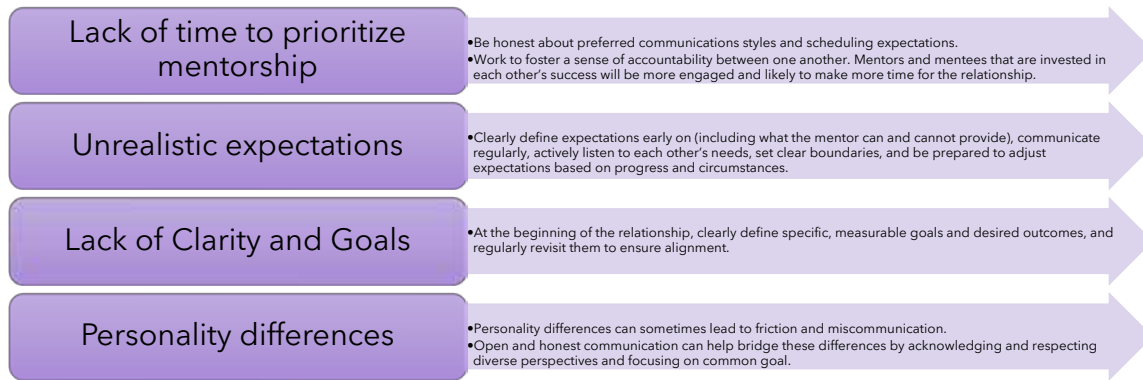 Lack of time to prioritize
mentorship
•Be honest about preferred communications styles and scheduling expectations.
•Work to foster a sense of accountability between one another. Mentors and mentees that are invested in
each other’s success will be more engaged and likely to make more time for the relationship.
Unrealistic expectations
•Clearly define expectations early on (including what the mentor can and cannot provide), communicate
regularly, actively listen to each other’s needs, set clear boundaries, and be prepared to adjust
expectations based on progress and circumstances.
Lack of Clarity and Goals
•At the beginning of the relationship, clearly define specific, measurable goals and desired outcomes, and
regularly revisit them to ensure alignment.
Personality differences
•Personality differences can sometimes lead to friction and miscommunication.
•Open and honest communication can help bridge these differences by acknowledging and respecting
diverse perspectives and focusing on common goal.